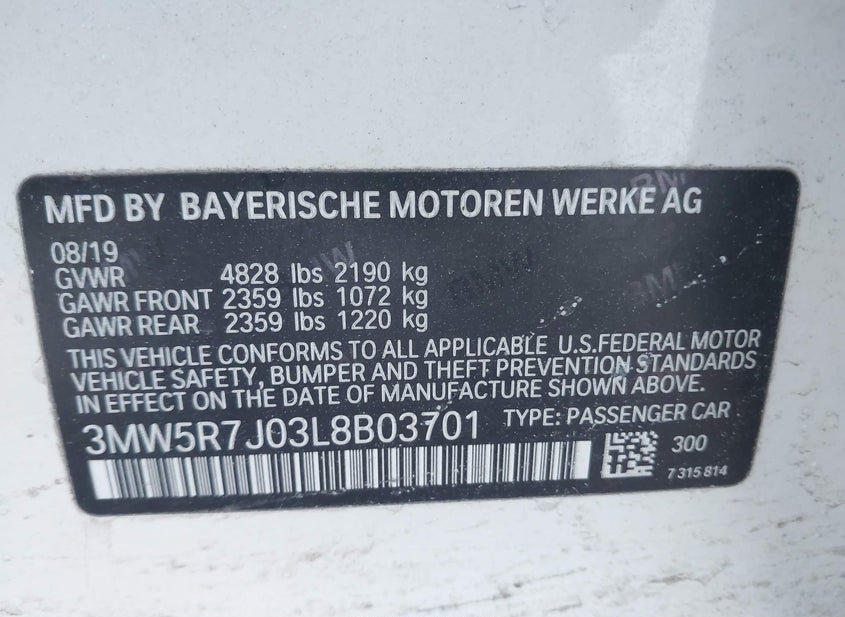 MFD BY BAYERISCHE MOTOREN WERKE AG
08/19
GVWR 4828 lbs 2190 kg
GAWR FRONT 2359 lbs 1072 kg
GAWR REAR 2359 lbs 1220 kg
THIS VEHICLE CONFORMS TO ALL APPLICABLE U.S.FEDERAL MOTOR
VEHICLE SAFETY, BUMPER AND THEFT PREVENTION STANDARDS
IN EFFECT ON THE DATE OF MANUFACTURE SHOWN ABOVE.
3MW5R7J03L8B03701 TYPE: PASSENGER CAR
300
7 315 814